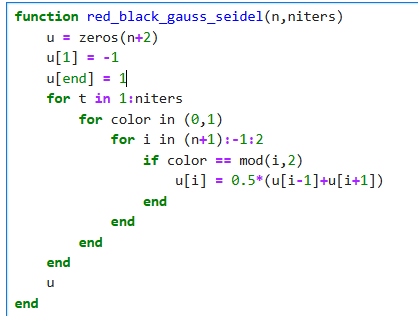 function red_black_gauss_seidel(n,niters)
    u = zeros(n+2)
    u[1] = -1
    u[end] = 1
    for t in 1:niters
        for color in (0,1)
            for i in (n+1):-1:2
                if color == mod(i,2)
                    u[i] = 0.5*(u[i-1]+u[i+1])
                end
            end
        end
    end
    u
end